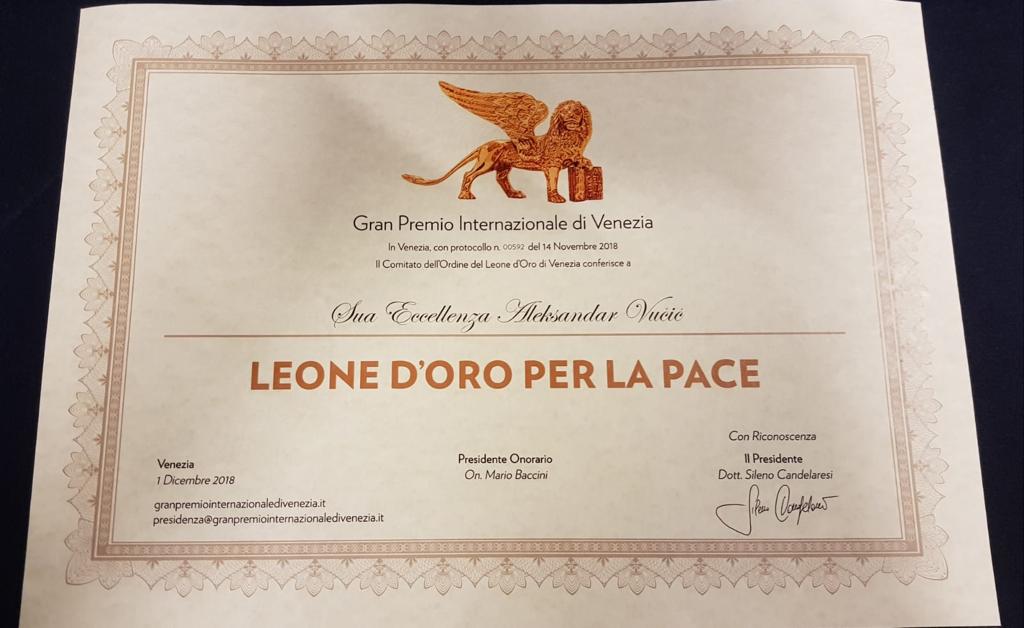 Gran Premio Internazionale di Venezia
In Venezia, con protocollo n. 00592 del 14 Novembre 2018
Il Comitato dell'Ordine del Leone d'Oro di Venezia conferisce a
Sua Eccellenza Aleksandar Vučić
LEONE D'ORO PER LA PACE
Con Riconoscenza
Venezia
1 Dicembre 2018
Presidente Onorario
On. Mario Baccini
Il Presidente
Dott. Sileno Candelaresi
Sileno Candelaresi
granpremiointernazionaledivenezia.it
presidenza@granpremiointernazionaledivenezia.it